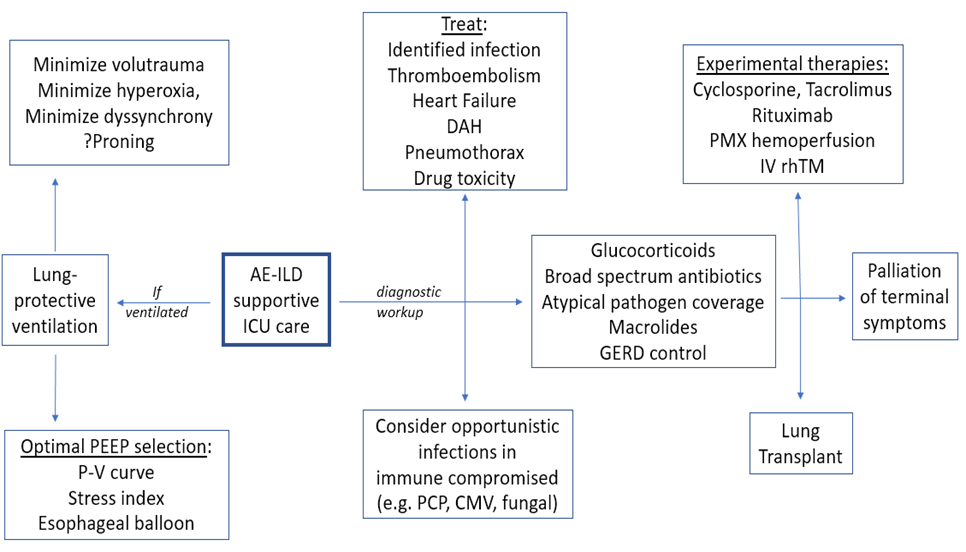 Minimize volutrauma
Minimize hyperoxia,
Minimize dyssynchrony
?Proning
Treat:
Identified infection
Thromboembolism
Heart Failure
DAH
Pneumothorax
Drug toxicity
Experimental therapies:
Cyclosporine, Tacrolimus
Rituximab
PMX hemoperfusion
IV rhTM
Lung-
protective
ventilation
If
ventilated
AE-ILD
supportive
ICU care
diagnostic
workup
Glucocorticoids
Broad spectrum antibiotics
Atypical pathogen coverage
Macrolides
GERD control
Palliation
of terminal
symptoms
Optimal PEEP selection:
P-V curve
Stress index
Esophageal balloon
Consider opportunistic
infections in
immune compromised
(e.g. PCP, CMV, fungal)
Lung
Transplant